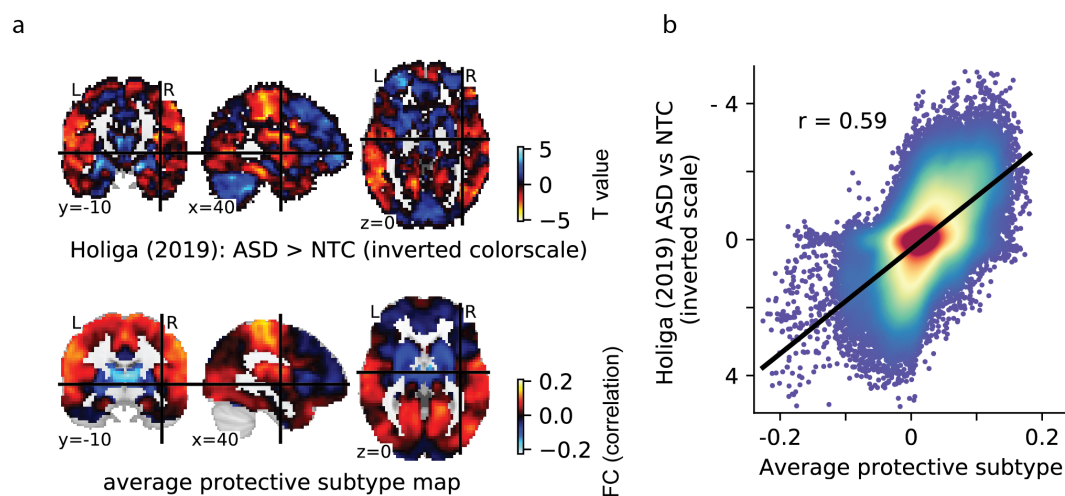 a
L
R
L
R
y=-10
x=40
z=0
5
0
−5
T value
Holiga (2019): ASD > NTC (inverted colorscale)
L
R
L
R
y=-10
x=40
z=0
0.2
0.0
−0.2
FC (correlation)
average protective subtype map
b
Holiga (2019) ASD vs NTC
(inverted scale)
- 4
0
4
r = 0.59
-0.2
0
0.2
Average protective subtype